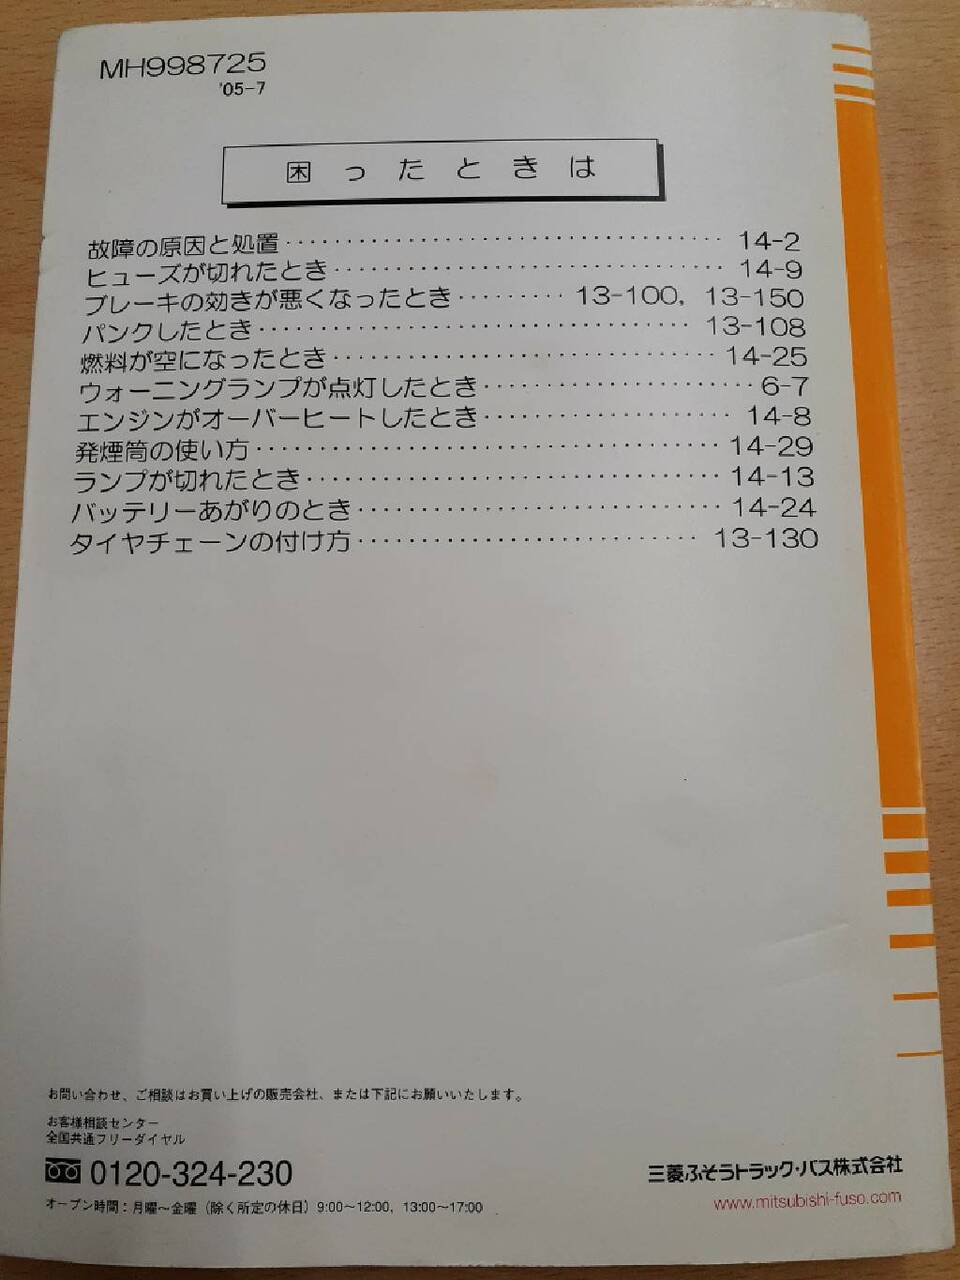 MH998725
'05-7
困ったときは
故障の原因と処置・・・・・・・・・・・・・・・・・・・・・・・・・・・・・・・・・・・・14-2
ヒューズが切れたとき・・・・・・・・・・・・・・・・・・・・・・・・・・・・・・・・14-9
ブレーキの効きが悪くなったとき・・・・・・・・・13-100, 13-150
パンクしたとき・・・・・・・・・・・・・・・・・・・・・・・・・・・・・・・・・・・・13-108
燃料が空になったとき・・・・・・・・・・・・・・・・・・・・・・・・・・・・・・・・14-25
ウォーニングランプが点灯したとき・・・・・・・・・・・・・・・・・・・・・・・6-7
エンジンがオーバーヒートしたとき・・・・・・・・・・・・・・・・・・・・・14-8
発煙筒の使い方・・・・・・・・・・・・・・・・・・・・・・・・・・・・・・・・・・・・・・14-29
ランプが切れたとき・・・・・・・・・・・・・・・・・・・・・・・・・・・・・・・・・・14-13
バッテリーあがりのとき・・・・・・・・・・・・・・・・・・・・・・・・・・・・14-24
タイヤチェーンの付け方・・・・・・・・・・・・・・・・・・・・・・・・・・・・13-130
お問い合わせ、ご相談はお買い上げの販売会社、または下記にお願いいたします。
お客様相談センター
全国共通フリーダイヤル
0120-324-230
オープン時間：月曜～金曜（除く所定の休日）9:00～12:00, 13:00～17:00
三菱ふそうトラック・バス株式会社
www.mitsubishi-fuso.com